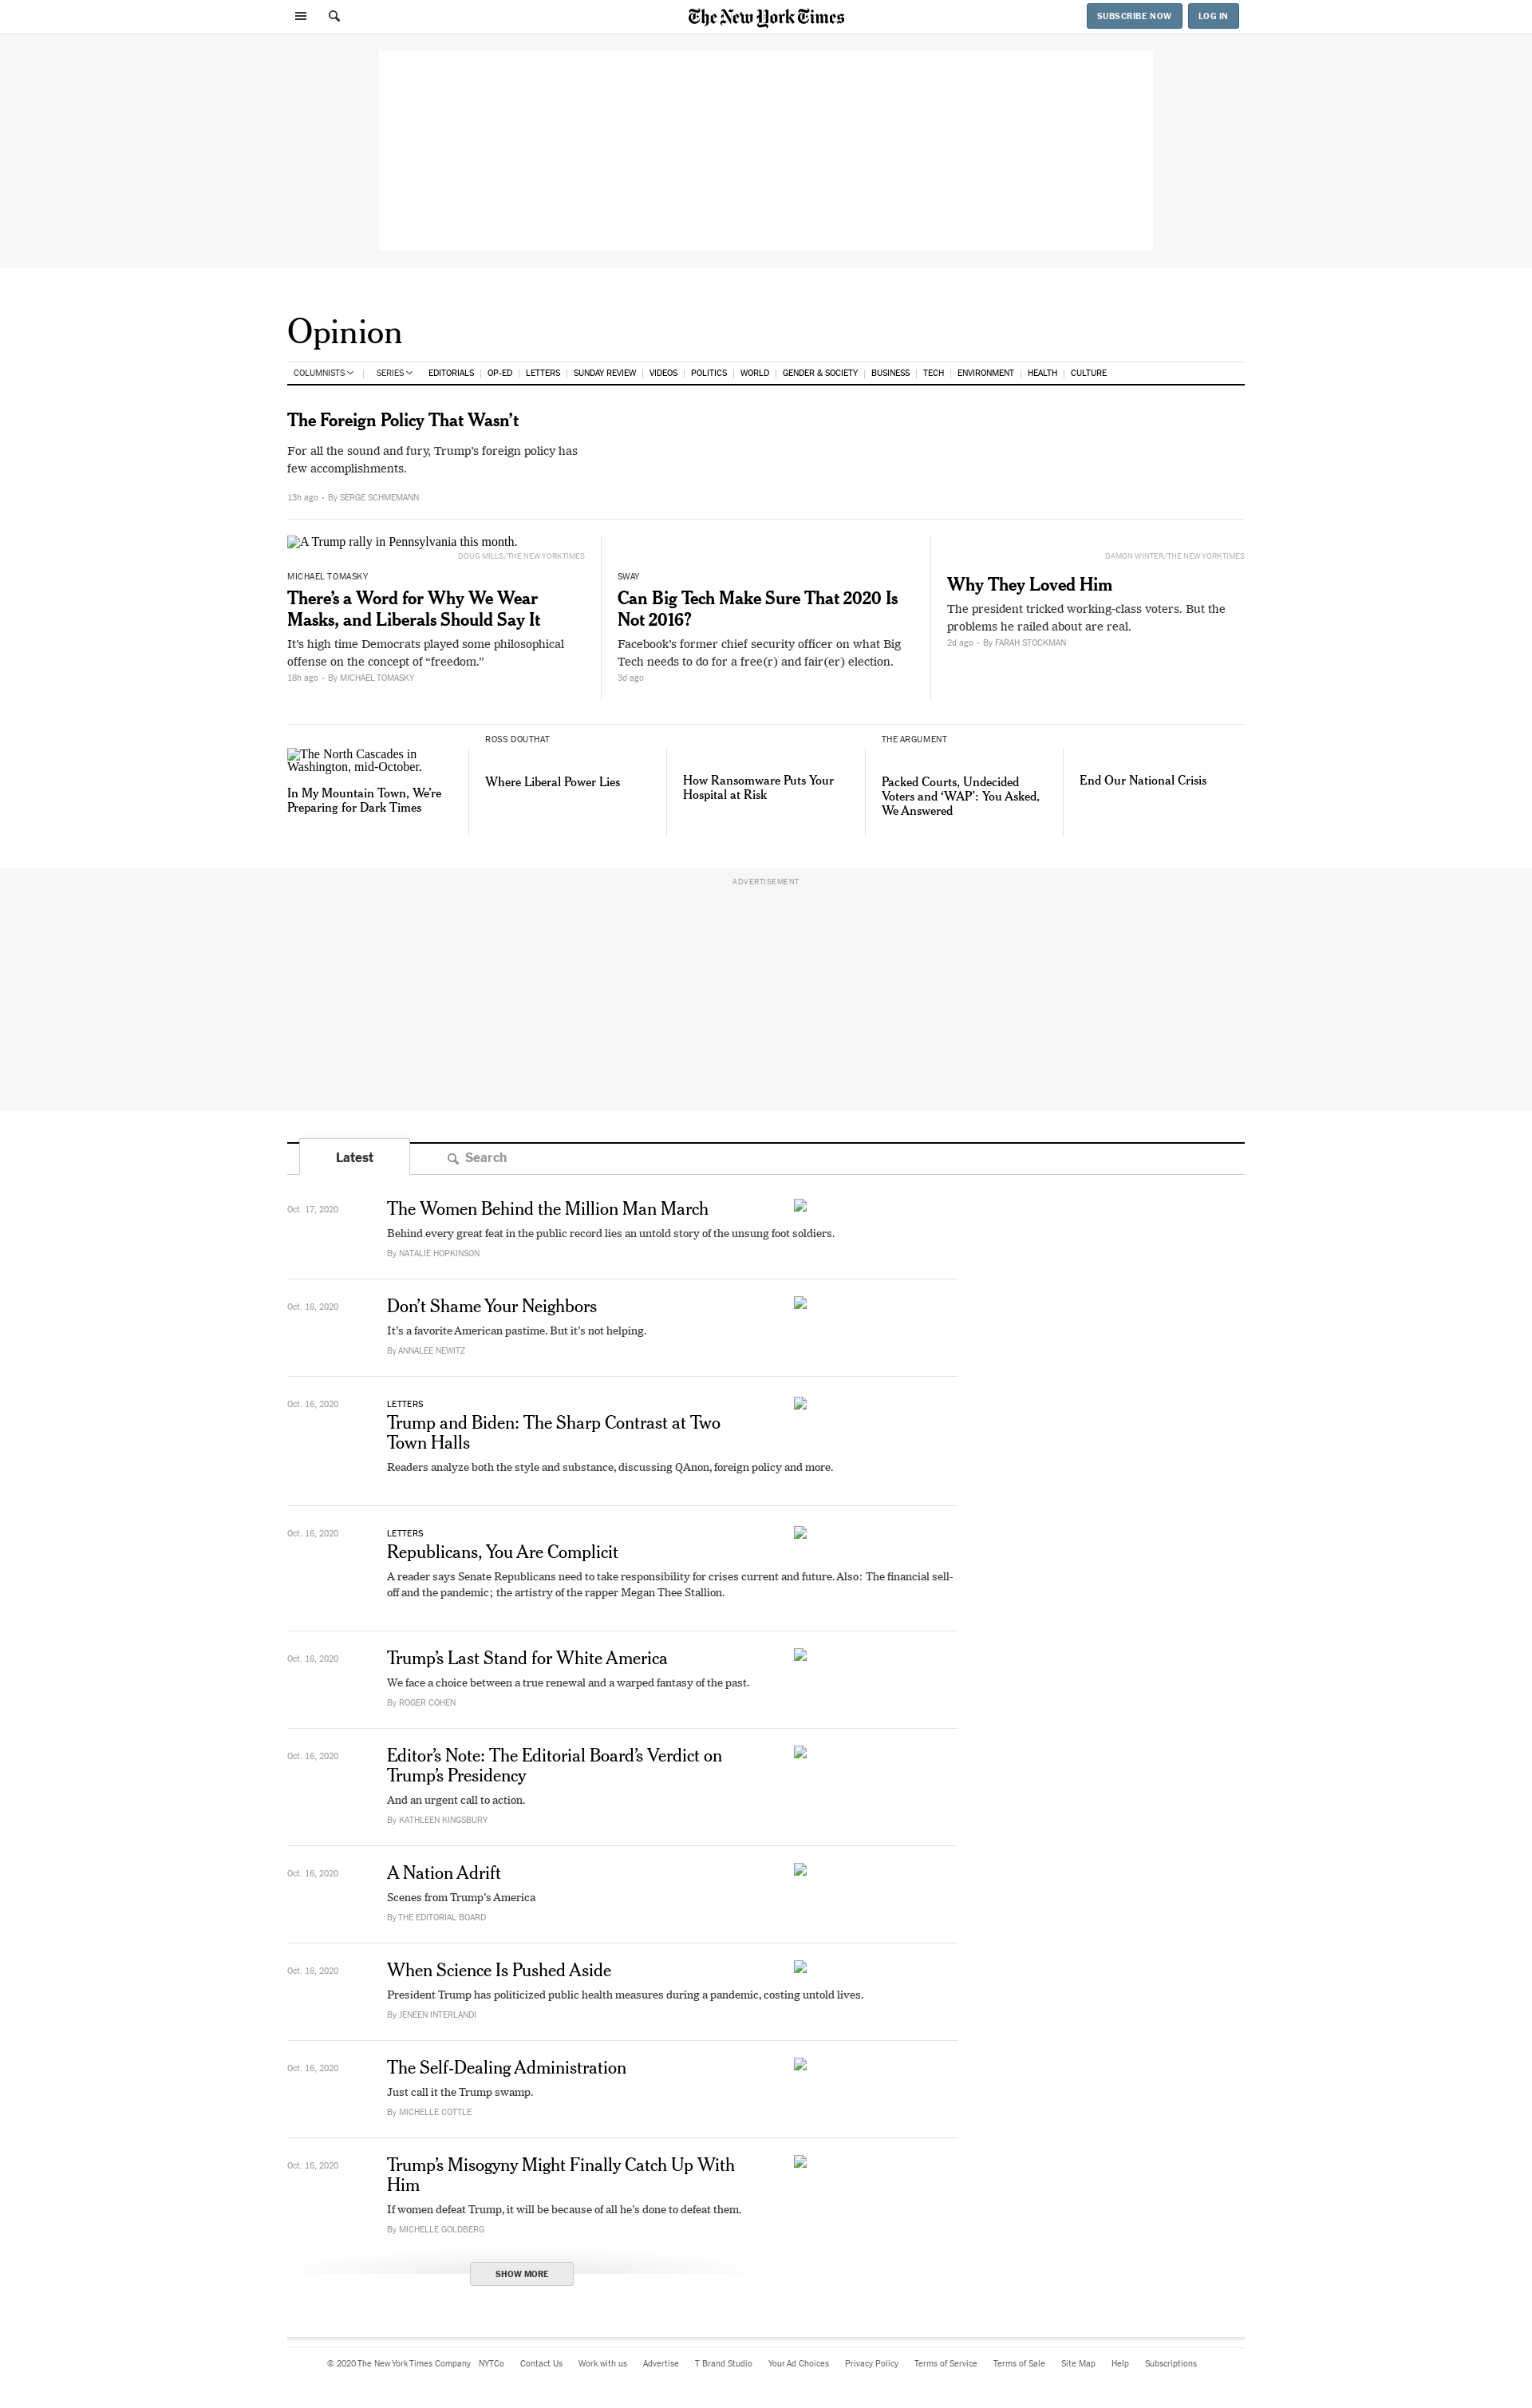 The New York Times
SUBSCRIBE NOW
LOG IN
Opinion
COLUMNISTS
SERIES
EDITORIALS
OP-ED
LETTERS
SUNDAY REVIEW
VIDEOS
POLITICS
WORLD
GENDER & SOCIETY
BUSINESS
TECH
ENVIRONMENT
HEALTH
CULTURE
The Foreign Policy That Wasn’t
For all the sound and fury, Trump’s foreign policy has
few accomplishments.
13h ago • By SERGE SCHMEMANN
A Trump rally in Pennsylvania this month.
DOUG MILLS/THE NEW YORK TIMES
MICHAEL TOMASKY
There’s a Word for Why We Wear
Masks, and Liberals Should Say It
It’s high time Democrats played some philosophical
offense on the concept of “freedom.”
18h ago • By MICHAEL TOMASKY
SWAY
Can Big Tech Make Sure That 2020 Is
Not 2016?
Facebook’s former chief security officer on what Big
Tech needs to do for a free(r) and fair(er) election.
3d ago
DAMON WINTER/THE NEW YORK TIMES
Why They Loved Him
The president tricked working-class voters. But the
problems he railed about are real.
2d ago • By FARAH STOCKMAN
The North Cascades in
Washington, mid-October.
In My Mountain Town, We’re
Preparing for Dark Times
ROSS DOUTHAT
Where Liberal Power Lies
How Ransomware Puts Your
Hospital at Risk
THE ARGUMENT
Packed Courts, Undecided
Voters and ‘WAP’: You Asked,
We Answered
End Our National Crisis
ADVERTISEMENT
Latest
Search
Oct. 17, 2020
The Women Behind the Million Man March
Behind every great feat in the public record lies an untold story of the unsung foot soldiers.
By NATALIE HOPKINSON
Oct. 16, 2020
Don’t Shame Your Neighbors
It’s a favorite American pastime. But it’s not helping.
By ANNALEE NEWITZ
Oct. 16, 2020
LETTERS
Trump and Biden: The Sharp Contrast at Two
Town Halls
Readers analyze both the style and substance, discussing QAnon, foreign policy and more.
Oct. 16, 2020
LETTERS
Republicans, You Are Complicit
A reader says Senate Republicans need to take responsibility for crises current and future. Also: The financial sell-
off and the pandemic; the artistry of the rapper Megan Thee Stallion.
Oct. 16, 2020
Trump’s Last Stand for White America
We face a choice between a true renewal and a warped fantasy of the past.
By ROGER COHEN
Oct. 16, 2020
Editor’s Note: The Editorial Board’s Verdict on
Trump’s Presidency
And an urgent call to action.
By KATHLEEN KINGSBURY
Oct. 16, 2020
A Nation Adrift
Scenes from Trump’s America
By THE EDITORIAL BOARD
Oct. 16, 2020
When Science Is Pushed Aside
President Trump has politicized public health measures during a pandemic, costing untold lives.
By JENEEN INTERLANDI
Oct. 16, 2020
The Self-Dealing Administration
Just call it the Trump swamp.
By MICHELLE COTTLE
Oct. 16, 2020
Trump’s Misogyny Might Finally Catch Up With
Him
If women defeat Trump, it will be because of all he’s done to defeat them.
By MICHELLE GOLDBERG
SHOW MORE
© 2020 The New York Times Company NYTCo Contact Us Work with us Advertise T Brand Studio Your Ad Choices Privacy Policy Terms of Service Terms of Sale Site Map Help Subscriptions